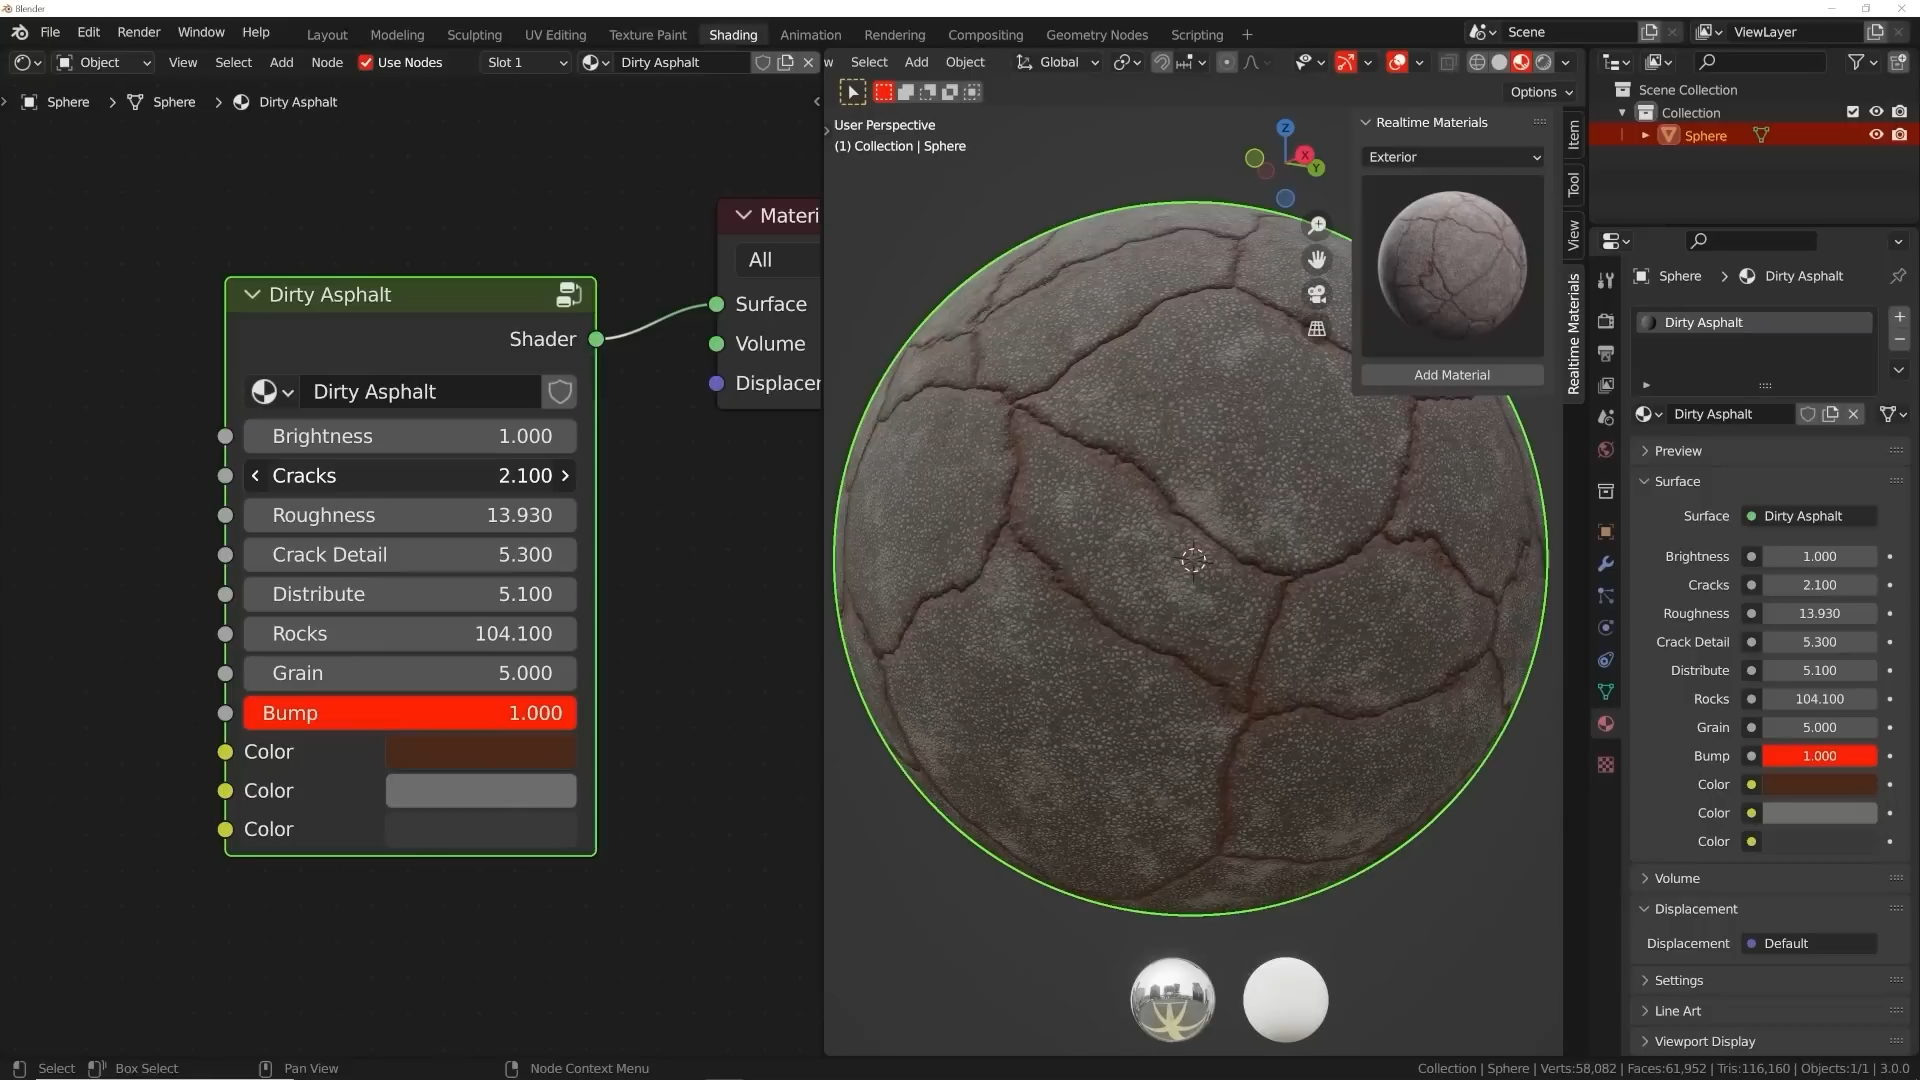 Blender
File Edit Render Window Help
Layout Modeling Sculpting UV Editing Texture Paint Shading Animation Rendering Compositing Geometry Nodes Scripting +
Scene
ViewLayer
Object View Select Add Node Use Nodes Slot 1 Dirty Asphalt
w Select Add Object Global
Options
Sphere > Sphere > Dirty Asphalt
User Perspective
(1) Collection | Sphere
Z
X
Y
Realtime Materials
Exterior
Add Material
Item
Tool
View
Realtime Materials
Materi
All
Surface
Volume
Displacer
Dirty Asphalt
Shader
Dirty Asphalt
Brightness 1.000
Cracks 2.100
Roughness 13.930
Crack Detail 5.300
Distribute 5.100
Rocks 104.100
Grain 5.000
Bump 1.000
Color
Color
Color
Scene Collection
Collection
Sphere
Sphere > Dirty Asphalt
Dirty Asphalt
Dirty Asphalt
Preview
Surface
Surface Dirty Asphalt
Brightness 1.000
Cracks 2.100
Roughness 13.930
Crack Detail 5.300
Distribute 5.100
Rocks 104.100
Grain 5.000
Bump 1.000
Color
Color
Color
Volume
Displacement
Displacement Default
Settings
Line Art
Viewport Display
Select Box Select Pan View Node Context Menu
Collection | Sphere | Verts:58,082 | Faces:61,952 | Tris:116,160 | Objects:1/1 | 3.0.0